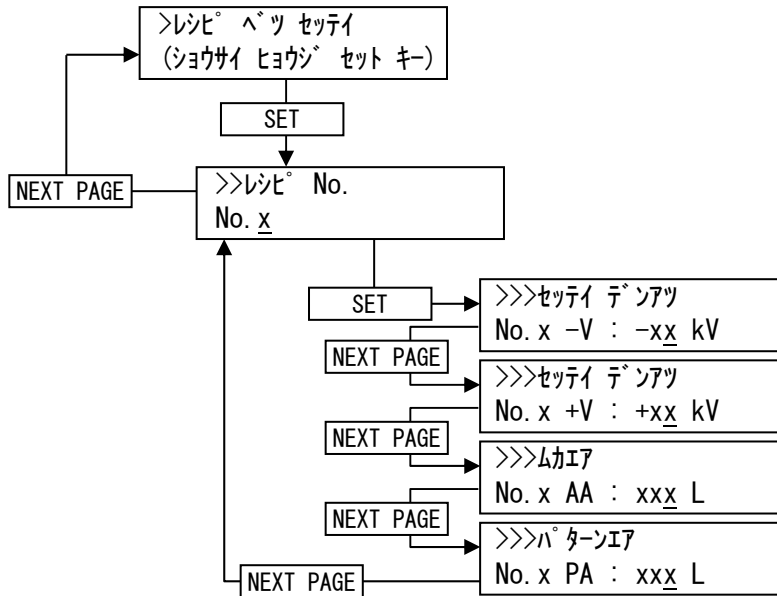 >ﾚｼﾋﾟ ﾍﾞﾂ ｾｯﾃｲ
(ｼｮｳｻｲ ﾋｮｳｼﾞ ｾｯﾄ ｷｰ)
SET
NEXT PAGE
>>ﾚｼﾋﾟ No.
No. x
SET
>>>ｾｯﾃｲ ﾃﾞﾝｱﾂ
No. x -V : -xx kV
NEXT PAGE
>>>ｾｯﾃｲ ﾃﾞﾝｱﾂ
No. x +V : +xx kV
NEXT PAGE
>>>ﾑｶｴｱ
No. x AA : xxx L
NEXT PAGE
>>>ﾊﾟﾀｰﾝｴｱ
No. x PA : xxx L
NEXT PAGE